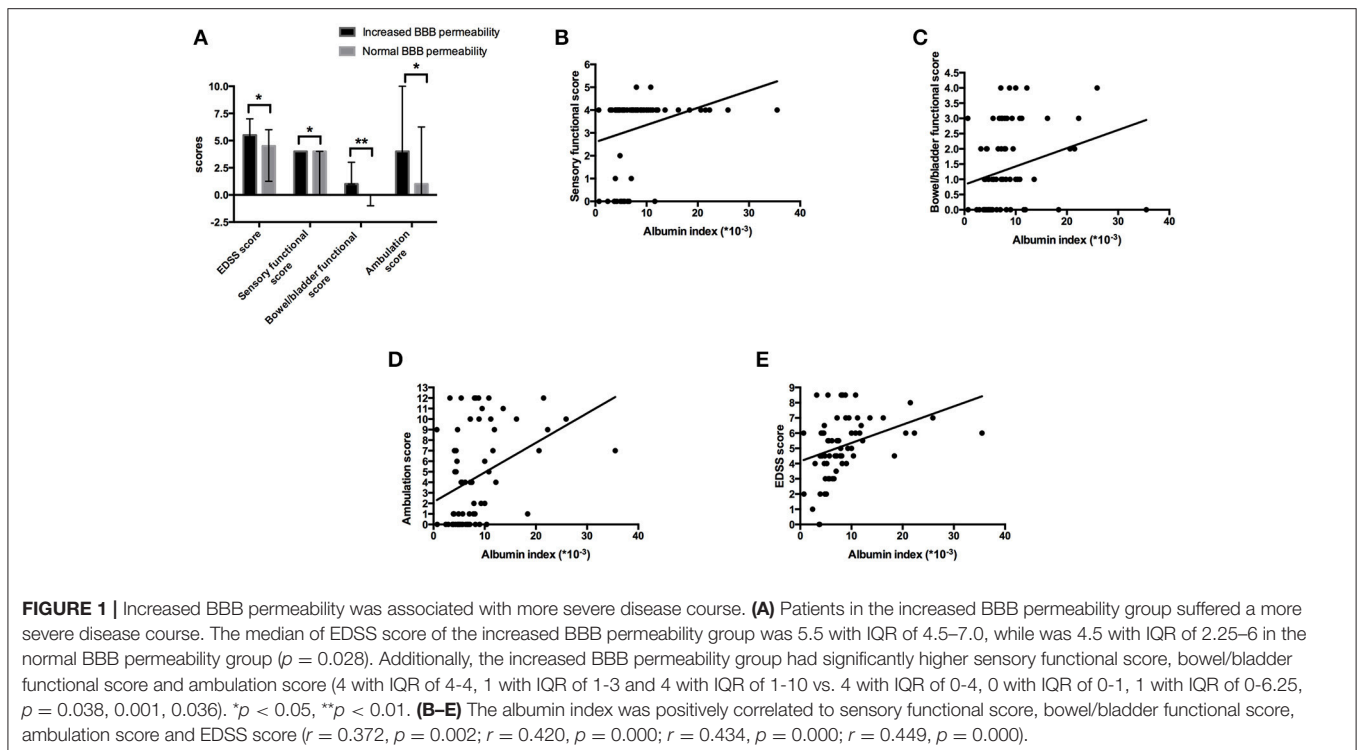 A
Increased BBB permeability
Normal BBB permeability
10.0
7.5
5.0
2.5
0.0
-2.5
scores
*
*
**
*
EDSS score
Sensory functional
score
Bowel/bladder functional
score
Ambulation
score
B
6
5
4
3
2
1
0
Sensory functional score
0 10 20 30 40
Albumin index (*10-3)
C
4.5
4.0
3.5
3.0
2.5
2.0
1.5
1.0
0.5
0.0
Bowel/bladder functional score
0 10 20 30 40
Albumin index (*10-3)
D
13
12
11
10
9
8
7
6
5
4
3
2
1
0
Ambulation score
0 10 20 30 40
Albumin index (*10-3)
E
9
8
7
6
5
4
3
2
1
0
EDSS score
0 10 20 30 40
Albumin index (*10-3)
FIGURE 1 | Increased BBB permeability was associated with more severe disease course. (A) Patients in the increased BBB permeability group suffered a more
severe disease course. The median of EDSS score of the increased BBB permeability group was 5.5 with IQR of 4.5–7.0, while was 4.5 with IQR of 2.25–6 in the
normal BBB permeability group (p = 0.028). Additionally, the increased BBB permeability group had significantly higher sensory functional score, bowel/bladder
functional score and ambulation score (4 with IQR of 4-4, 1 with IQR of 1-3 and 4 with IQR of 1-10 vs. 4 with IQR of 0-4, 0 with IQR of 0-1, 1 with IQR of 0-6.25,
p = 0.038, 0.001, 0.036). *p < 0.05, **p < 0.01. (B–E) The albumin index was positively correlated to sensory functional score, bowel/bladder functional score,
ambulation score and EDSS score (r = 0.372, p = 0.002; r = 0.420, p = 0.000; r = 0.434, p = 0.000; r = 0.449, p = 0.000).